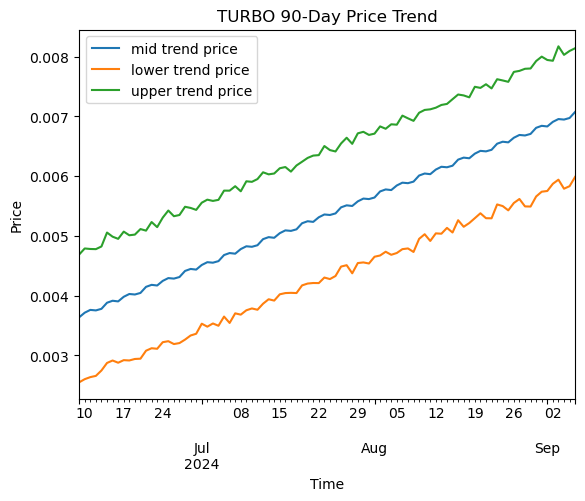 TURBO 90-Day Price Trend
mid trend price
lower trend price
upper trend price
0.008
0.007
0.006
0.005
0.004
0.003
Price
10 17 24 08 15 22 29 05 12 19 26 02
Jul Aug Sep
2024
Time